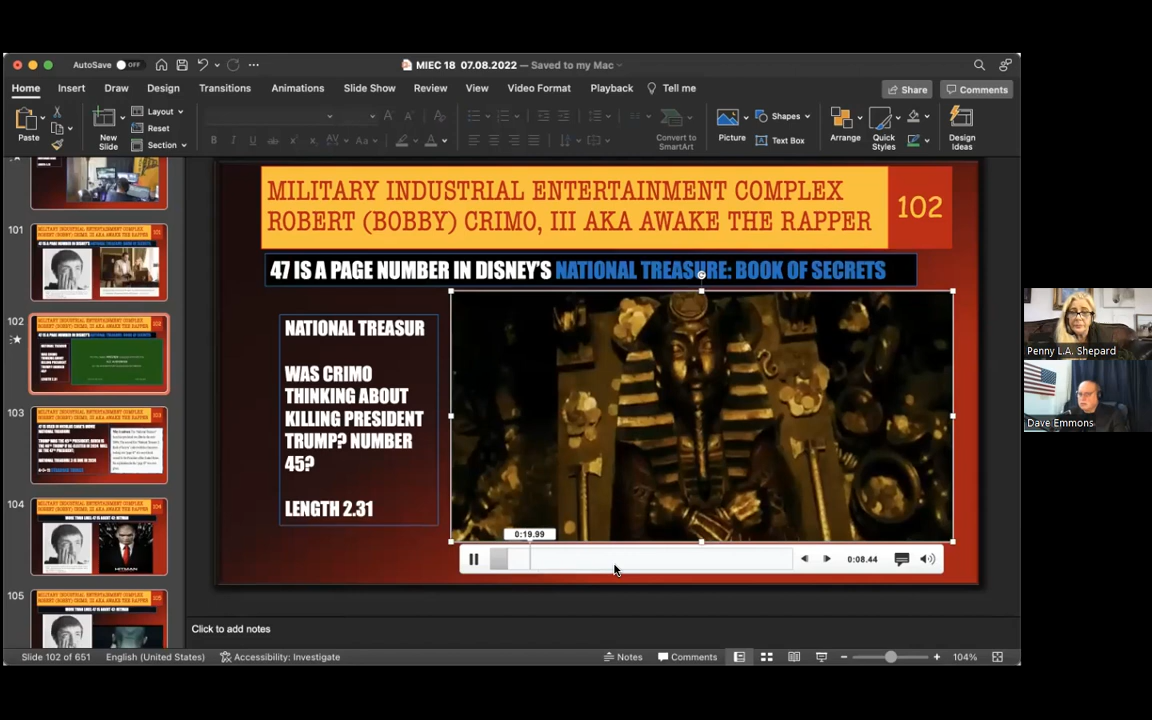 AutoSave OFF
MIEC 18 07.08.2022 — Saved to my Mac
Home Insert Draw Design Transitions Animations Slide Show Review View Video Format Playback Tell me
Share Comments
Paste
New Slide
Layout
Reset
Section
Convert to SmartArt
Picture
Shapes
Text Box
Arrange
Quick Styles
Design Ideas
101
102
103
104
105
MILITARY INDUSTRIAL ENTERTAINMENT COMPLEX
ROBERT (BOBBY) CRIMO, III AKA AWAKE THE RAPPER
102
47 IS A PAGE NUMBER IN DISNEY'S NATIONAL TREASURE: BOOK OF SECRETS
NATIONAL TREASUR
WAS CRIMO
THINKING ABOUT
KILLING PRESIDENT
TRUMP? NUMBER
45?
LENGTH 2.31
0:19.99
0:08.44
Click to add notes
Slide 102 of 651 English (United States) Accessibility: Investigate Notes Comments 104%
Penny L.A. Shepard
Dave Emmons